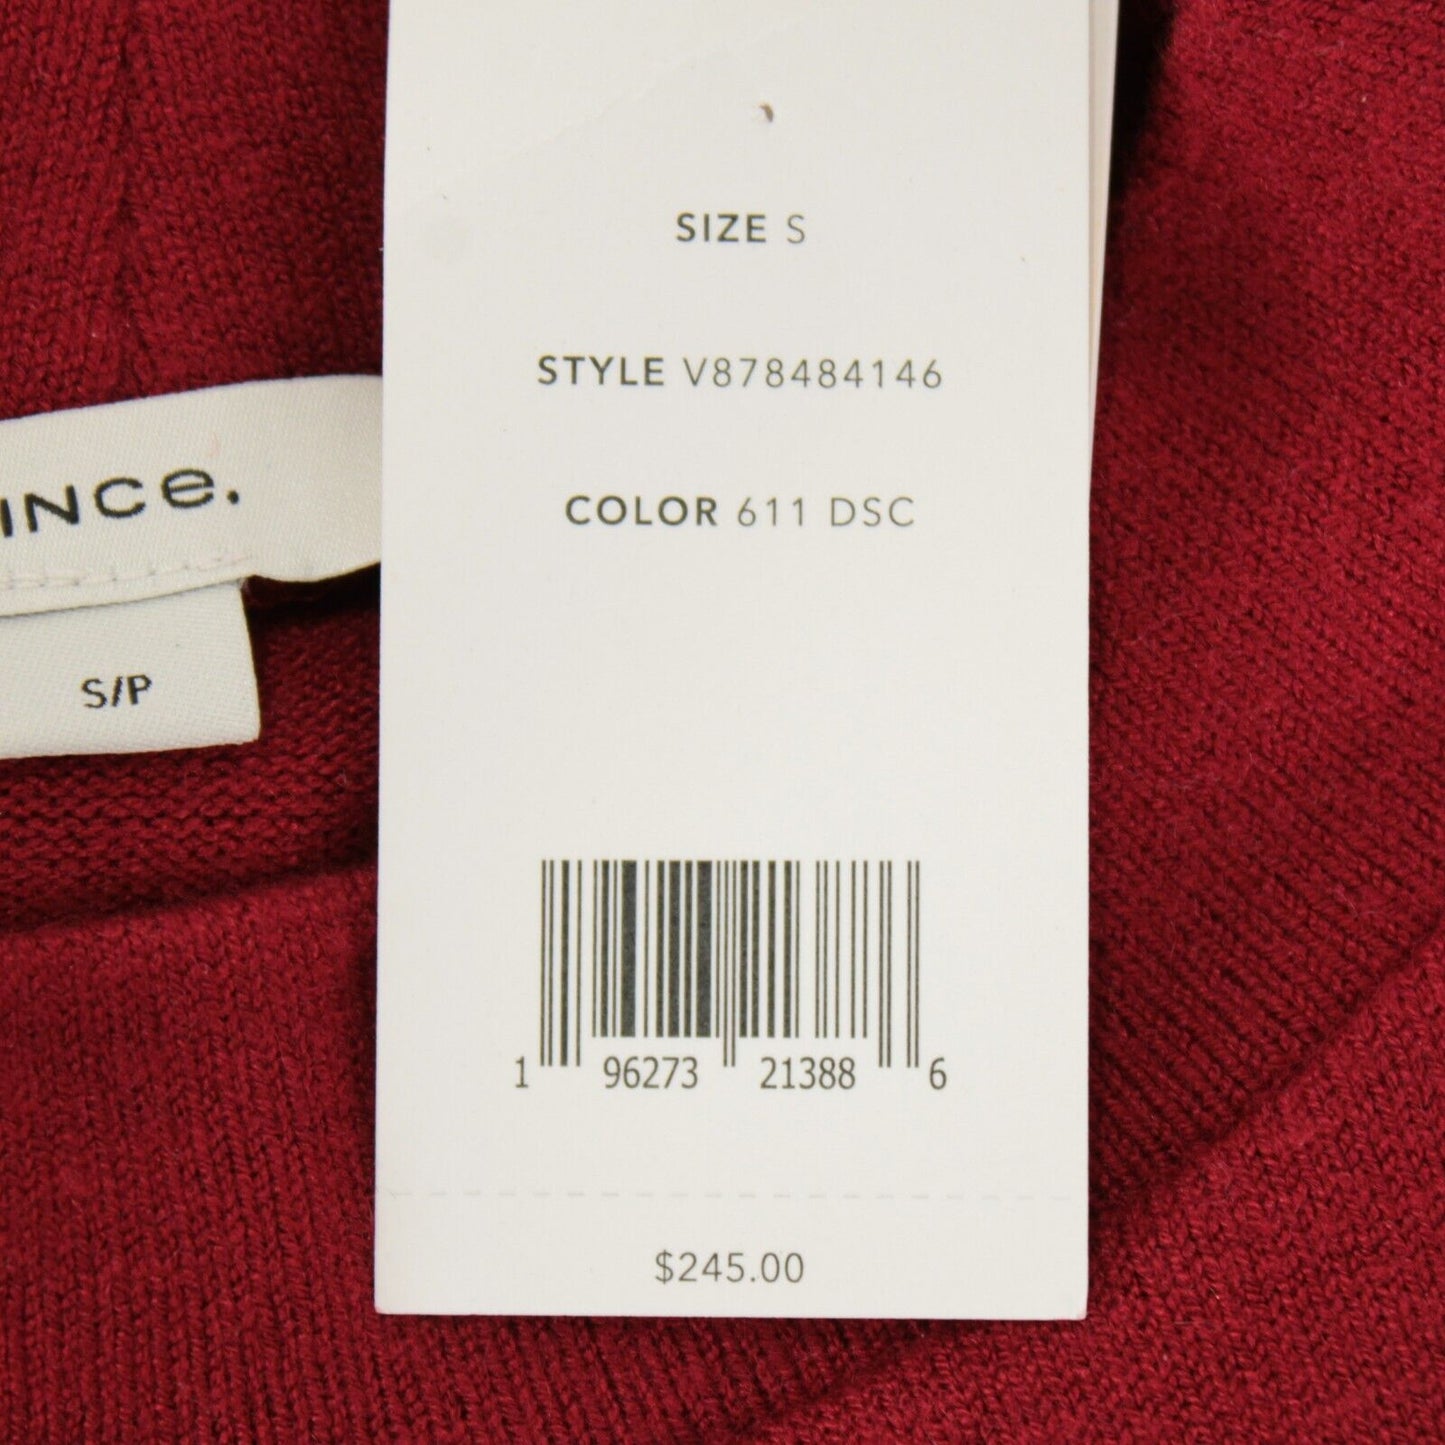 SIZE S
STYLE V878484146
COLOR 611 DSC
INCe.
S/P
1 96273 21388 6
$245.00